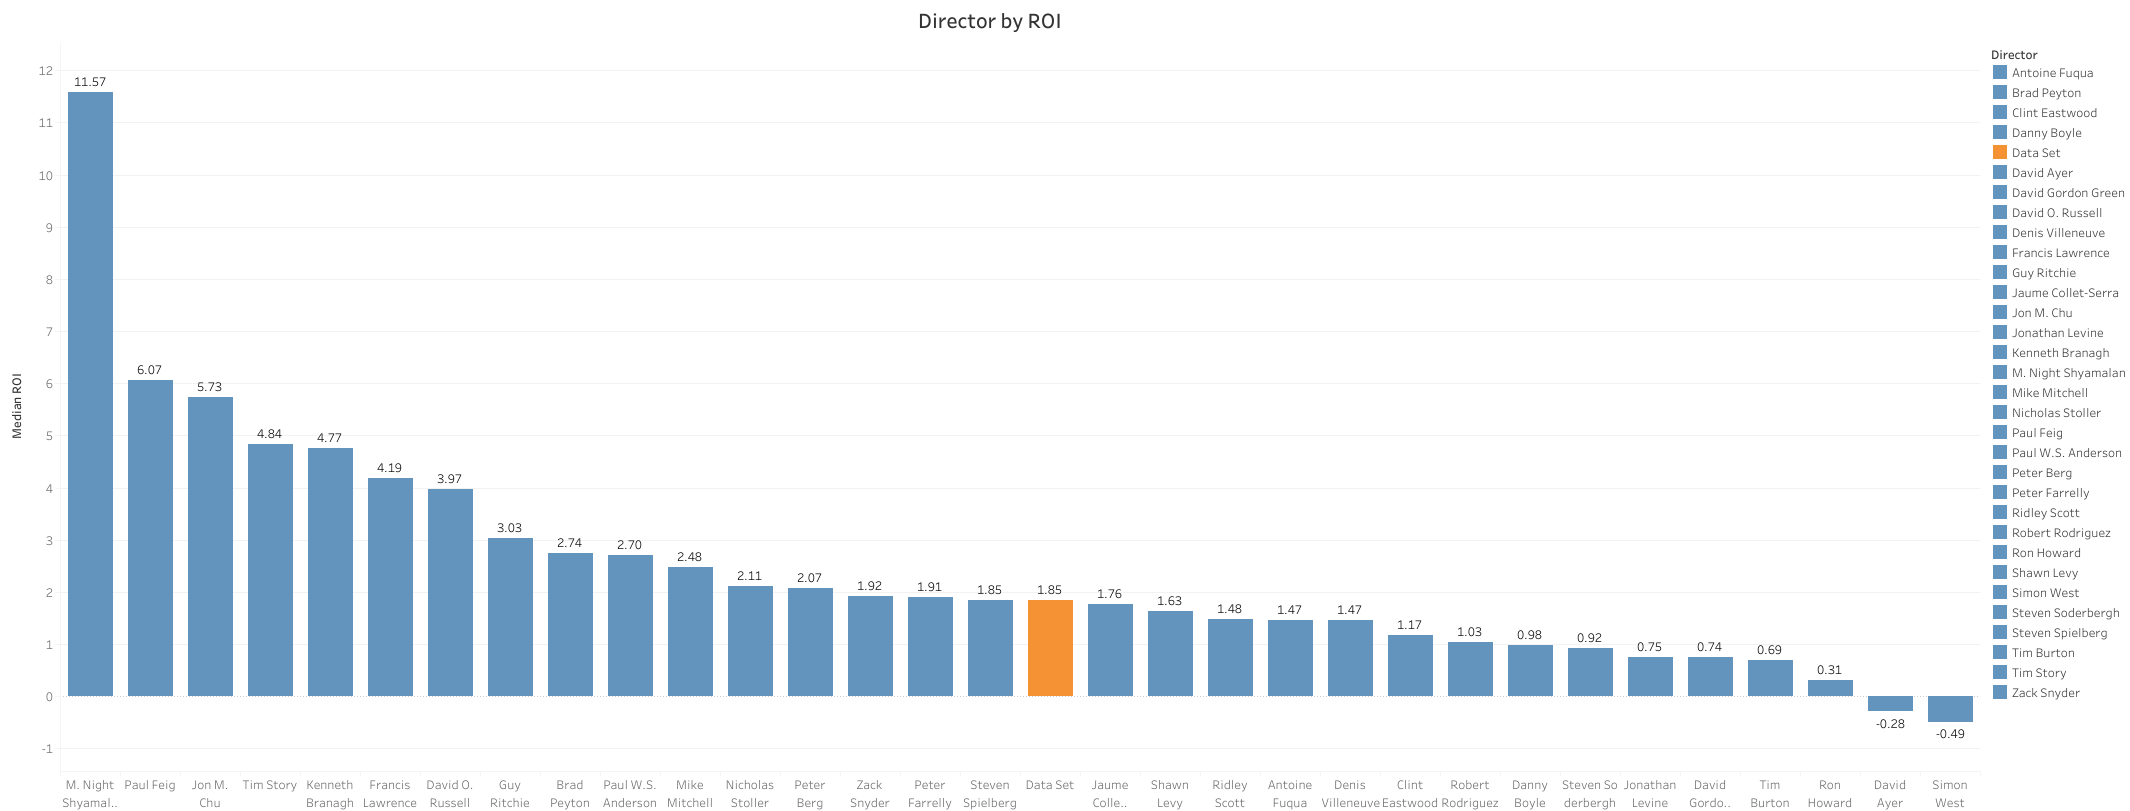 Director by ROI
Median ROI
12
11
10
9
8
7
6
5
4
3
2
1
0
-1
11.57
6.07
5.73
4.84
4.77
4.19
3.97
3.03
2.74
2.70
2.48
2.11
2.07
1.92
1.91
1.85
1.85
1.76
1.63
1.48
1.47
1.47
1.17
1.03
0.98
0.92
0.75
0.74
0.69
0.31
-0.28
-0.49
M. Night
Shyamal..
Paul Feig
Jon M.
Chu
Tim Story
Kenneth
Branagh
Francis
Lawrence
David O.
Russell
Guy
Ritchie
Brad
Peyton
Paul W.S.
Anderson
Mike
Mitchell
Nicholas
Stoller
Peter
Berg
Zack
Snyder
Peter
Farrelly
Steven
Spielberg
Data Set
Jaume
Colle..
Shawn
Levy
Ridley
Scott
Antoine
Fuqua
Denis
Villeneuve
Clint
Eastwood
Robert
Rodriguez
Danny
Boyle
Steven So
derbergh
Jonathan
Levine
David
Gordo..
Tim
Burton
Ron
Howard
David
Ayer
Simon
West
Director
Antoine Fuqua
Brad Peyton
Clint Eastwood
Danny Boyle
Data Set
David Ayer
David Gordon Green
David O. Russell
Denis Villeneuve
Francis Lawrence
Guy Ritchie
Jaume Collet-Serra
Jon M. Chu
Jonathan Levine
Kenneth Branagh
M. Night Shyamalan
Mike Mitchell
Nicholas Stoller
Paul Feig
Paul W.S. Anderson
Peter Berg
Peter Farrelly
Ridley Scott
Robert Rodriguez
Ron Howard
Shawn Levy
Simon West
Steven Soderbergh
Steven Spielberg
Tim Burton
Tim Story
Zack Snyder